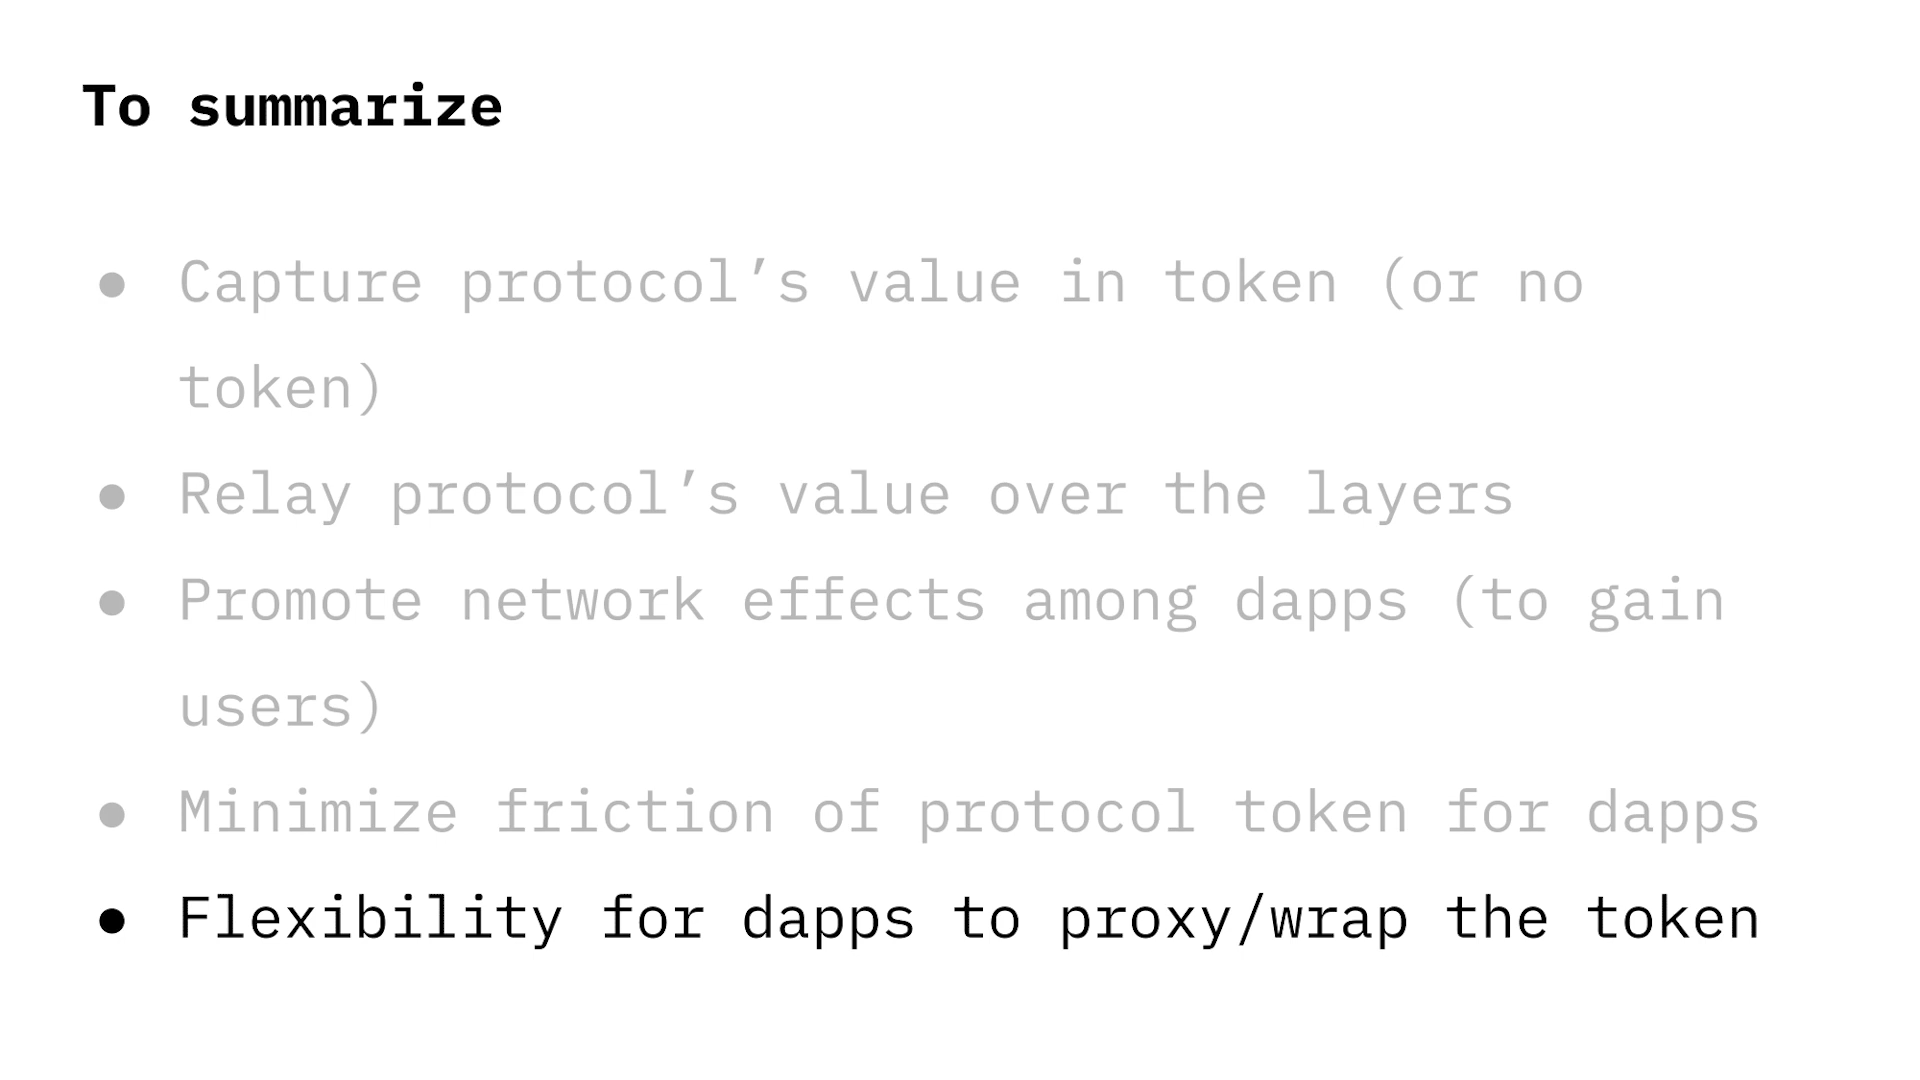 To summarize
● Capture protocol’s value in token (or no
token)
● Relay protocol’s value over the layers
● Promote network effects among dapps (to gain
users)
● Minimize friction of protocol token for dapps
● Flexibility for dapps to proxy/wrap the token